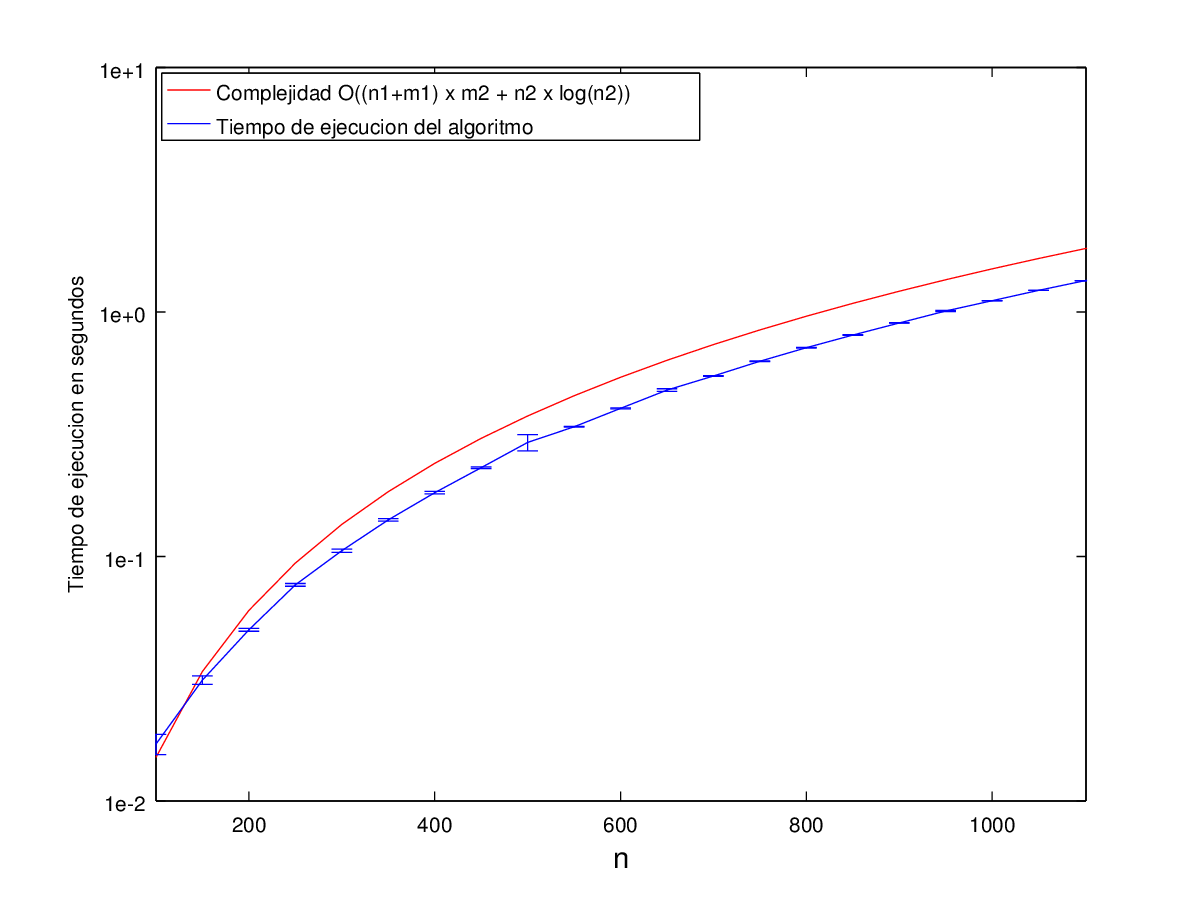 1e+1
Complejidad O((n1+m1) x m2 + n2 x log(n2))
Tiempo de ejecucion del algoritmo
Tiempo de ejecucion en segundos
1e+0
1e-1
1e-2
200 400 600 800 1000
n